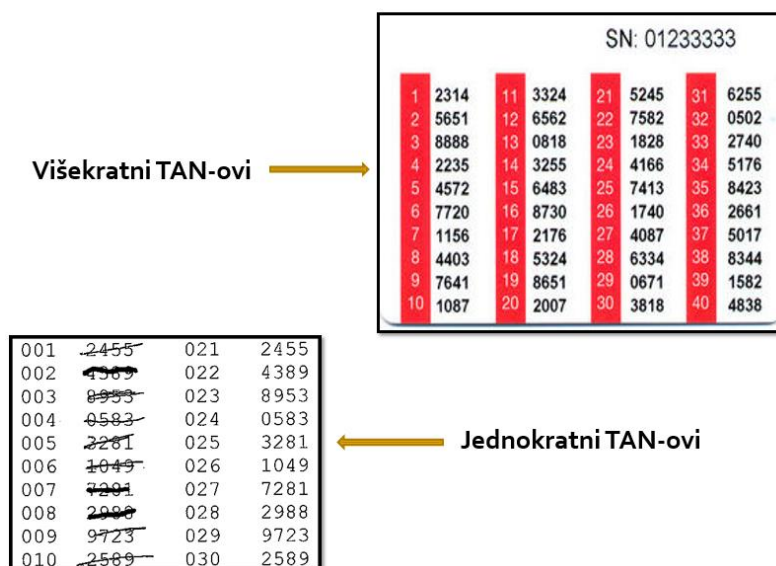 SN: 01233333
1 2314 11 3324 21 5245 31 6255
2 5651 12 6562 22 7582 32 0502
3 8888 13 0818 23 1828 33 2740
4 2235 14 3255 24 4166 34 5176
5 4572 15 6483 25 7413 35 8423
6 7720 16 8730 26 1740 36 2661
7 1156 17 2176 27 4087 37 5017
8 4403 18 5324 28 6334 38 8344
9 7641 19 8651 29 0671 39 1582
10 1087 20 2007 30 3818 40 4838
Višekratni TAN-ovi
001 2455 021 2455
002 4389 022 4389
003 8953 023 8953
004 0583 024 0583
005 3281 025 3281
006 1049 026 1049
007 7281 027 7281
008 2988 028 2988
009 9723 029 9723
010 2589 030 2589
Jednokratni TAN-ovi